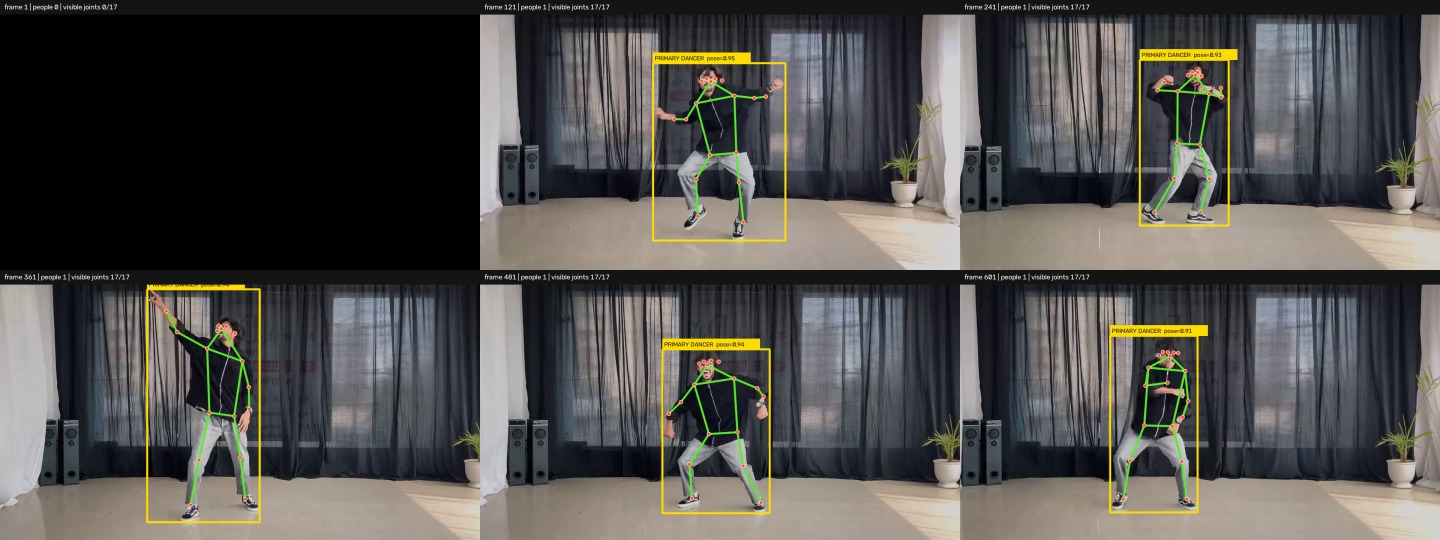 frame 1 | people 0 | visible joints 0/17
frame 121 | people 1 | visible joints 17/17
PRIMARY DANCER pose=0.95
frame 241 | people 1 | visible joints 17/17
PRIMARY DANCER pose=0.93
frame 361 | people 1 | visible joints 17/17
frame 481 | people 1 | visible joints 17/17
PRIMARY DANCER pose=0.94
frame 601 | people 1 | visible joints 17/17
PRIMARY DANCER pose=0.91